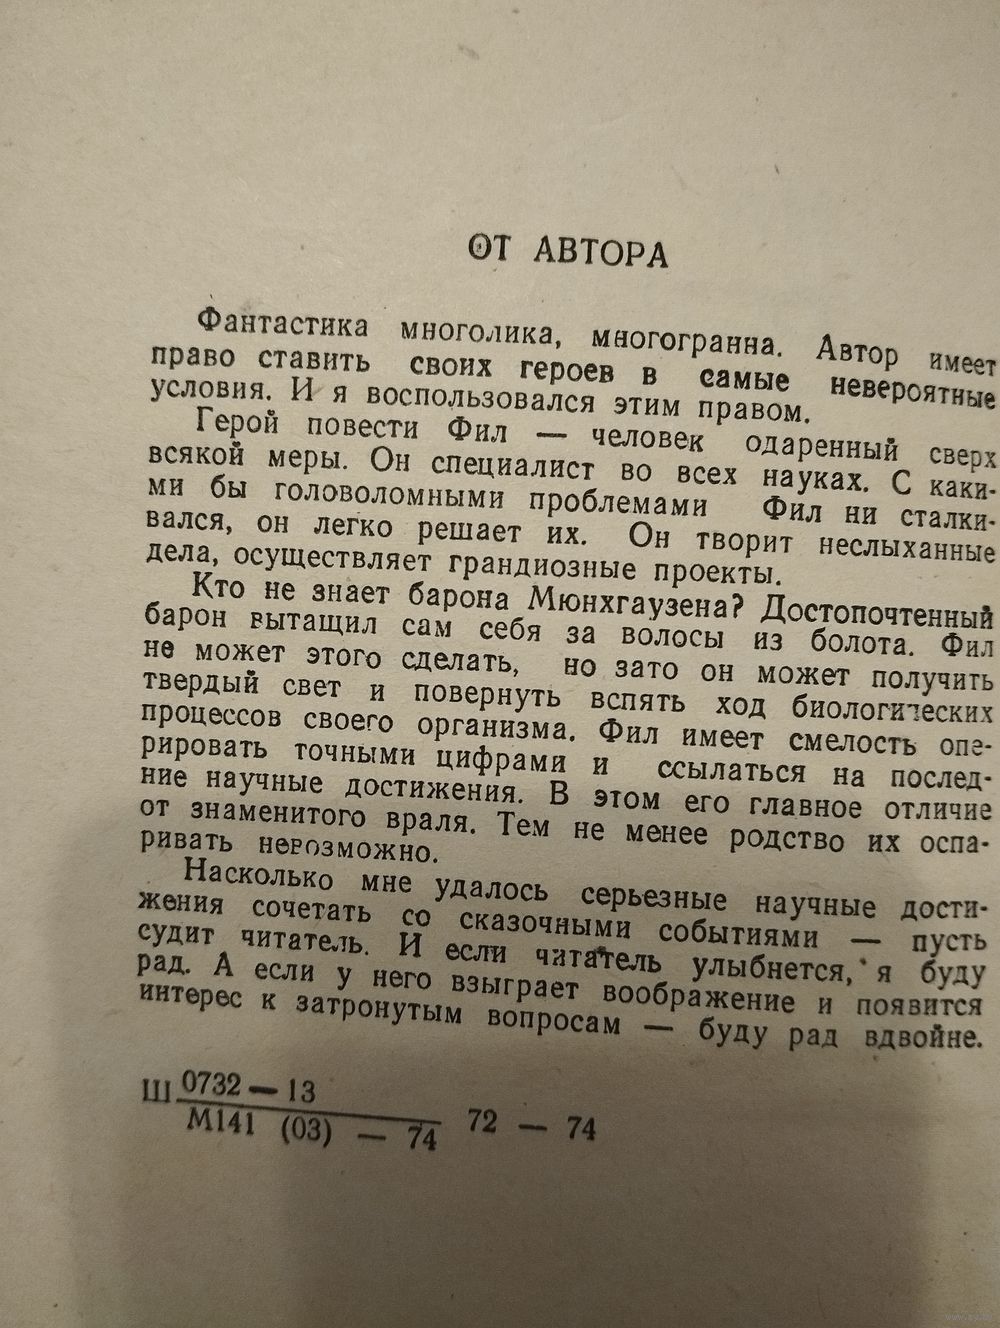 ОТ АВТОРА
Фантастика многолика, многогранна. Автор имеет
право ставить своих героев в самые невероятные
условия. И я воспользовался этим правом.
Герой повести Фил — человек одаренный сверх
всякой меры. Он специалист во всех науках. С каки-
ми бы головоломными проблемами Фил ни сталки-
вался, он легко решает их. Он творит неслыханные
дела, осуществляет грандиозные проекты.
Кто не знает барона Мюнхгаузена? Достопочтенный
барон вытащил сам себя за волосы из болота. Фил
не может этого сделать, но зато он может получить
твердый свет и повернуть вспять ход биологических
процессов своего организма. Фил имеет смелость опе-
рировать точными цифрами и ссылаться на послед-
ние научные достижения. В этом его главное отличие
от знаменитого враля. Тем не менее родство их оспа-
ривать невозможно.
Насколько мне удалось серьезные научные дости-
жения сочетать со сказочными событиями — пусть
судит читатель. И если читатель улыбнется, я буду
рад. А если у него взыграет воображение и появится
интерес к затронутым вопросам — буду рад вдвойне.
Ш 0732 — 13
М141 (03) — 74 72 — 74